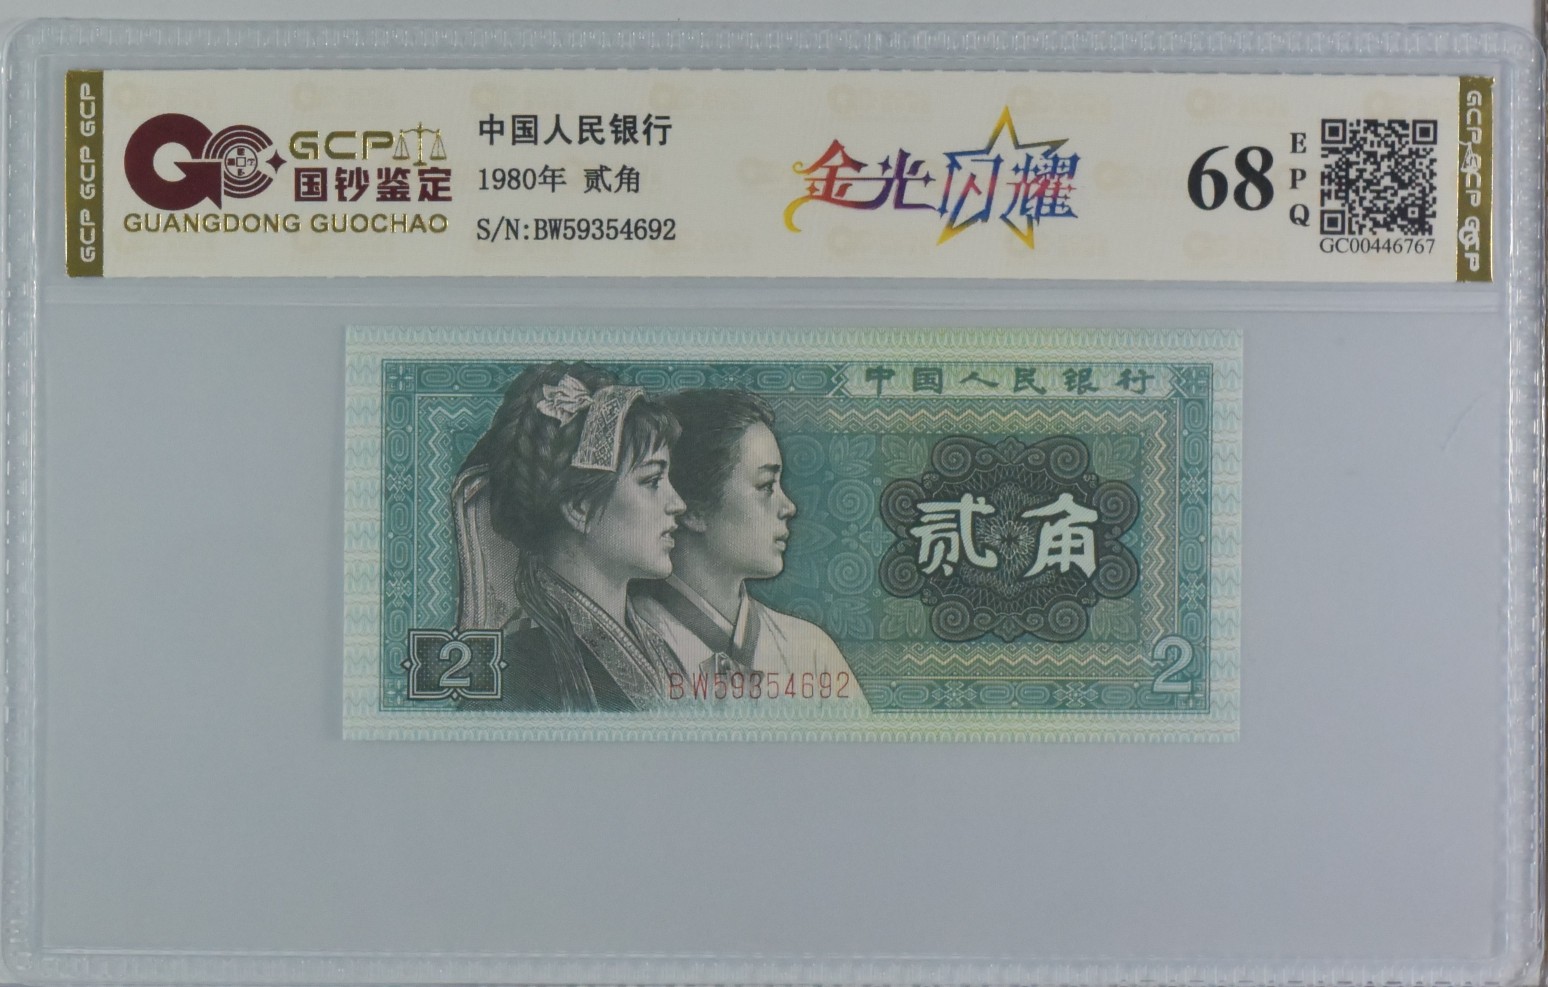 GCP GCP GCP
GCP
国钞鉴定
GUANGDONG GUOCHAO
中国人民银行
1980年 贰角
S/N:BW59354692
金光闪耀
68
EPQ
GC00446767
GCP GCP GCP
中国人民银行
贰角
2
BW59354692
2